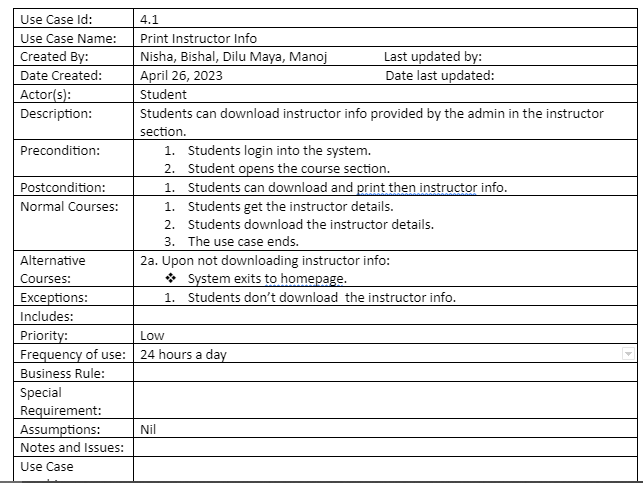 Use Case Id: 4.1
Use Case Name: Print Instructor Info
Created By: Nisha, Bishal, Dilu Maya, Manoj Last updated by:
Date Created: April 26, 2023 Date last updated:
Actor(s): Student
Description: Students can download instructor info provided by the admin in the instructor
section.
Precondition: 1. Students login into the system.
2. Student opens the course section.
Postcondition: 1. Students can download and print then instructor info.
Normal Courses: 1. Students get the instructor details.
2. Students download the instructor details.
3. The use case ends.
Alternative 2a. Upon not downloading instructor info:
Courses: ❖ System exits to homepage.
Exceptions: 1. Students don’t download the instructor info.
Includes:
Priority: Low
Frequency of use: 24 hours a day
Business Rule:
Special
Requirement:
Assumptions: Nil
Notes and Issues:
Use Case